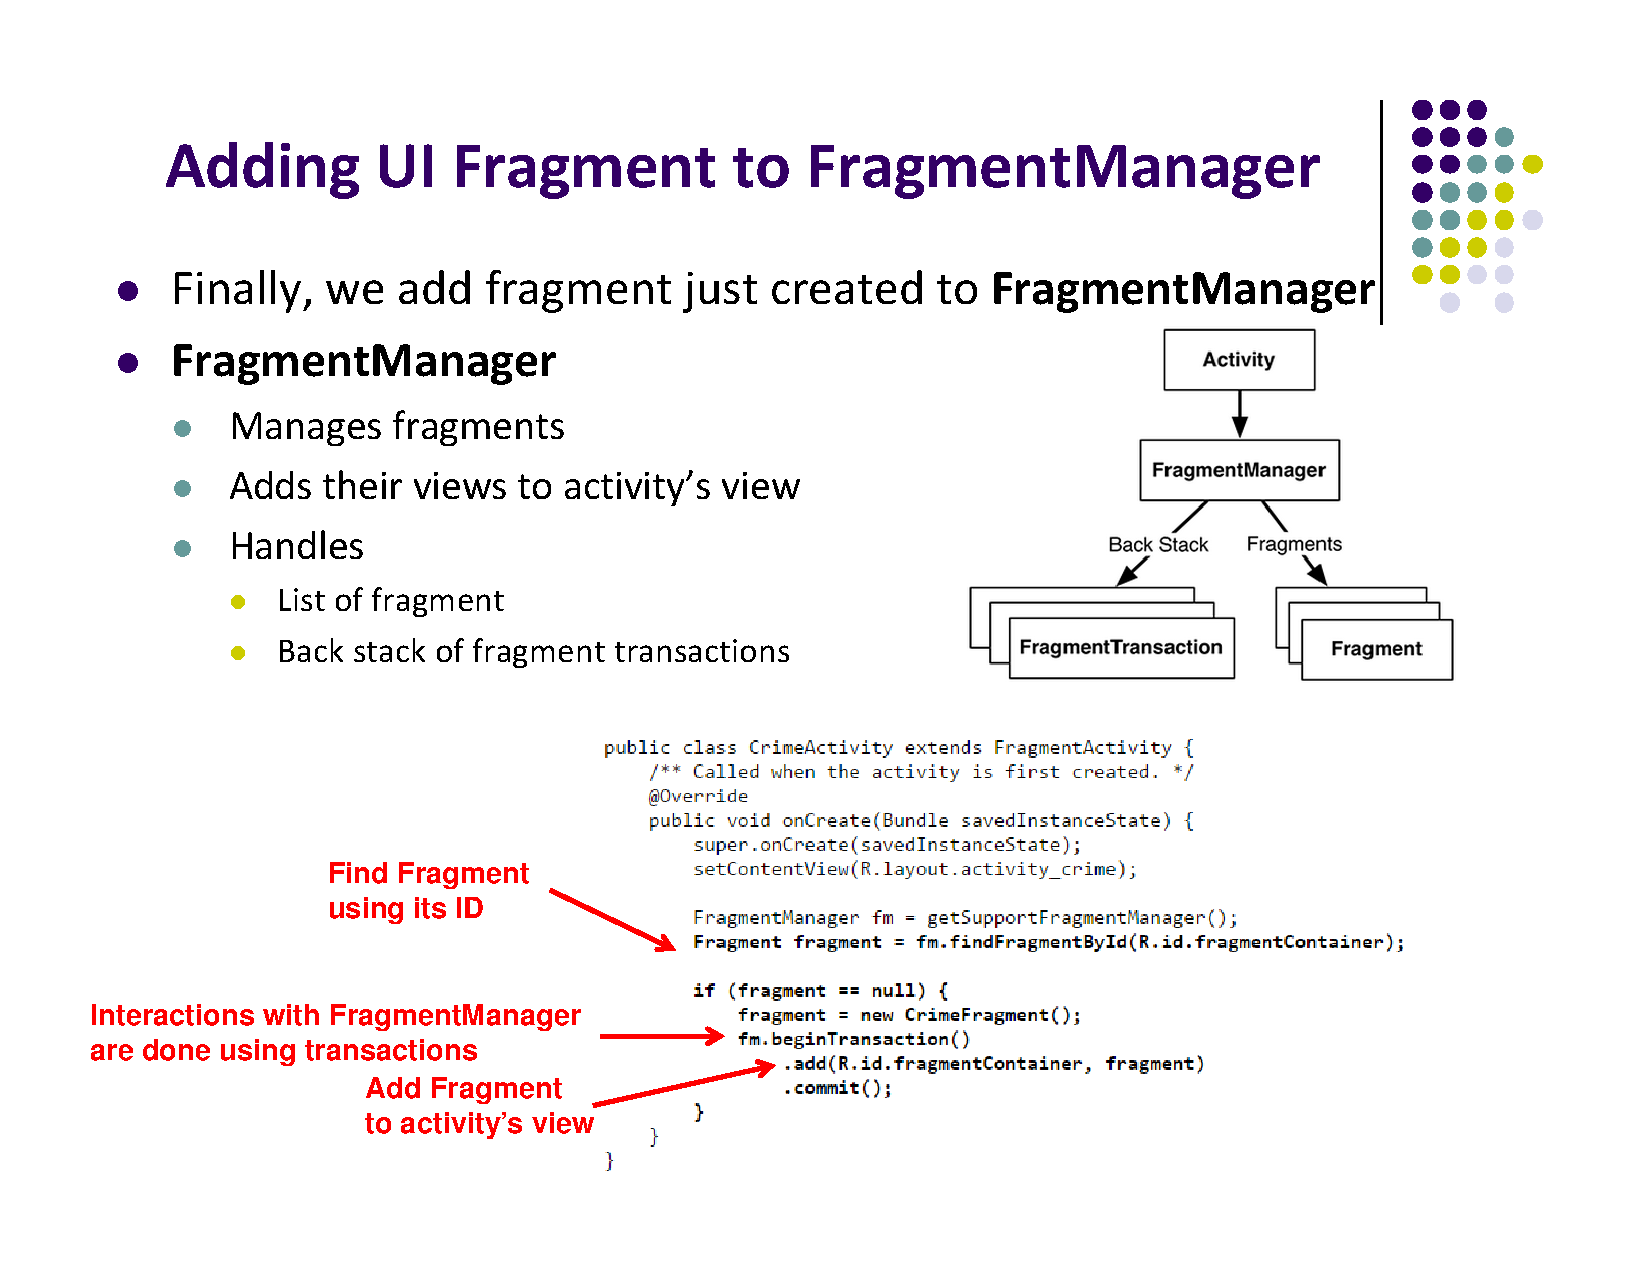 Adding UI Fragment to FragmentManager
Finally, we add fragment just created to FragmentManager
FragmentManager
Manages fragments
Adds their views to activity’s view
Handles
List of fragment
Back stack of fragment transactions
Activity
FragmentManager
Back Stack
Fragments
FragmentTransaction
Fragment
public class CrimeActivity extends FragmentActivity {
/** Called when the activity is first created. */
@Override
public void onCreate(Bundle savedInstanceState) {
super.onCreate(savedInstanceState);
setContentView(R.layout.activity_crime);
FragmentManager fm = getSupportFragmentManager();
Fragment fragment = fm.findFragmentById(R.id.fragmentContainer);
if (fragment == null) {
fragment = new CrimeFragment();
fm.beginTransaction()
.add(R.id.fragmentContainer, fragment)
.commit();
}
}
}
Find Fragment
using its ID
Interactions with FragmentManager
are done using transactions
Add Fragment
to activity’s view